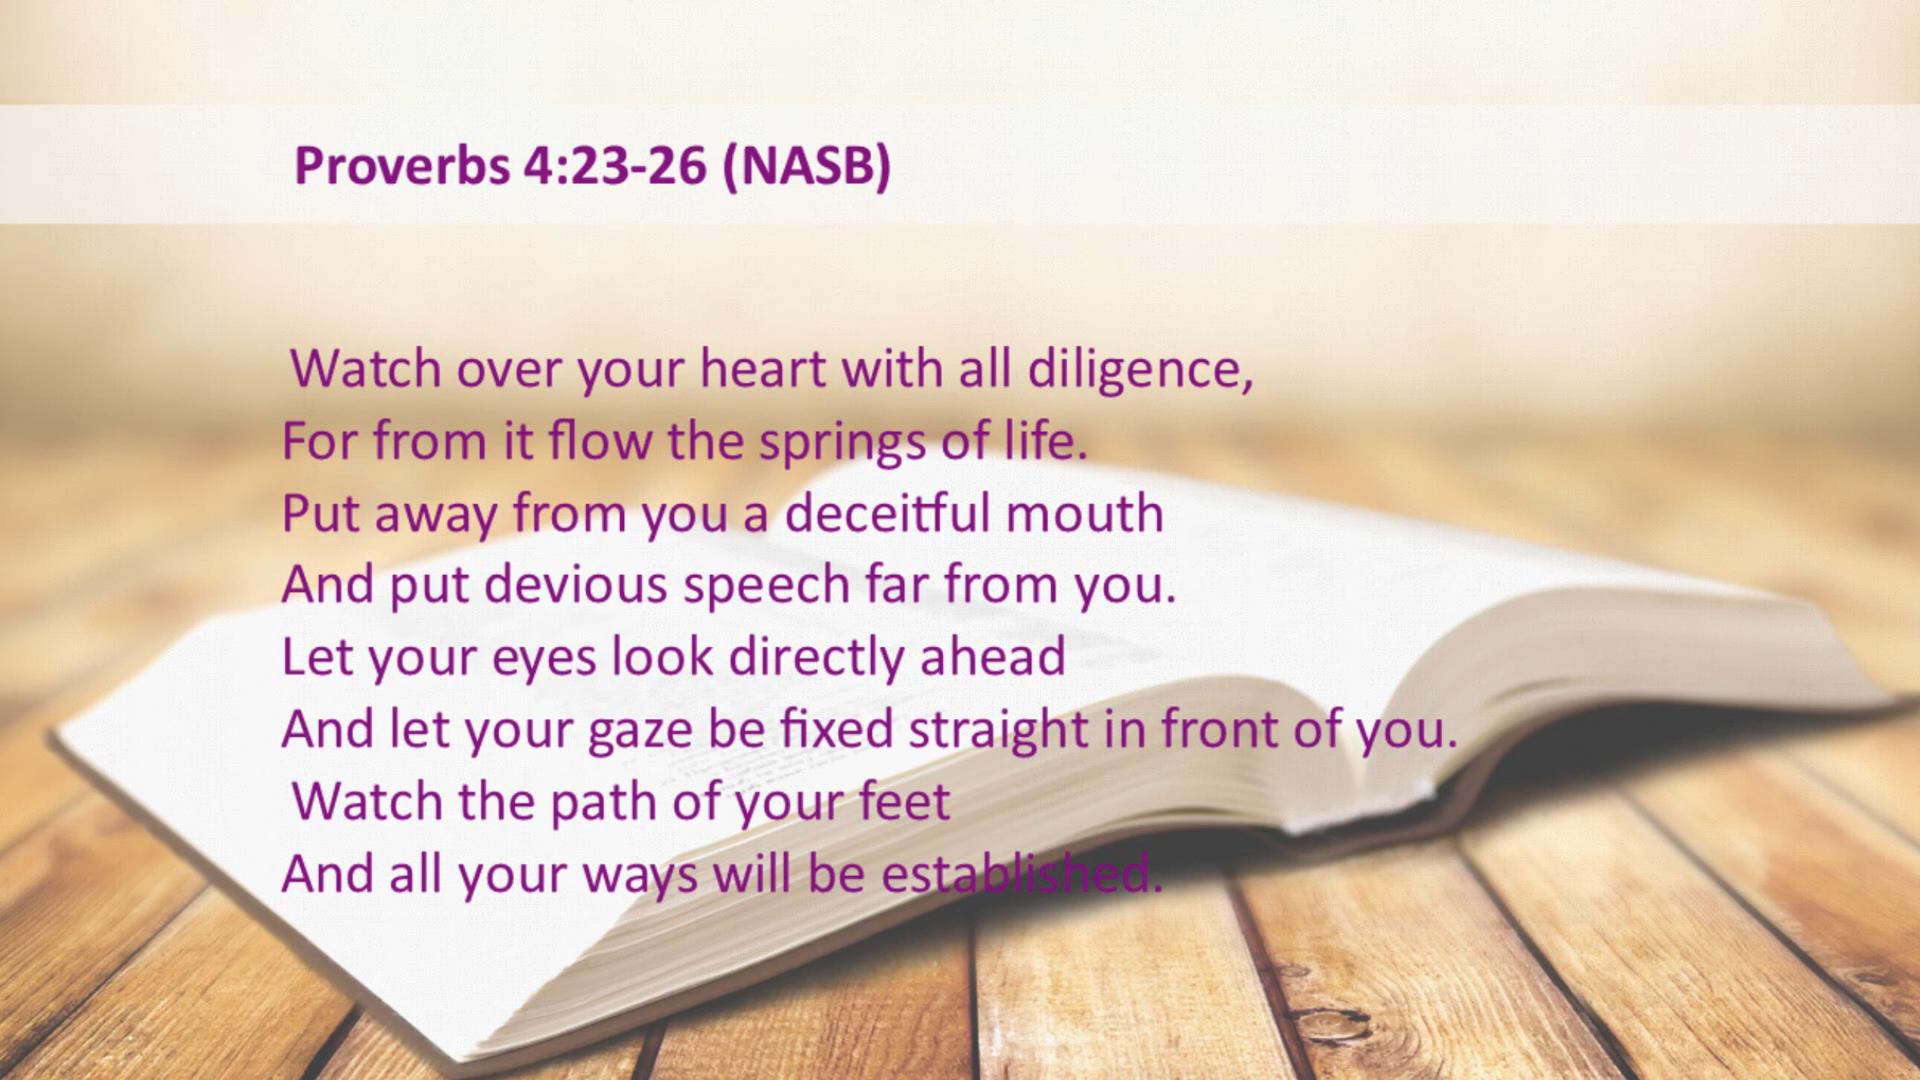 Proverbs 4:23-26 (NASB)
Watch over your heart with all diligence,
For from it flow the springs of life.
Put away from you a deceitful mouth
And put devious speech far from you.
Let your eyes look directly ahead
And let your gaze be fixed straight in front of you.
Watch the path of your feet
And all your ways will be established.